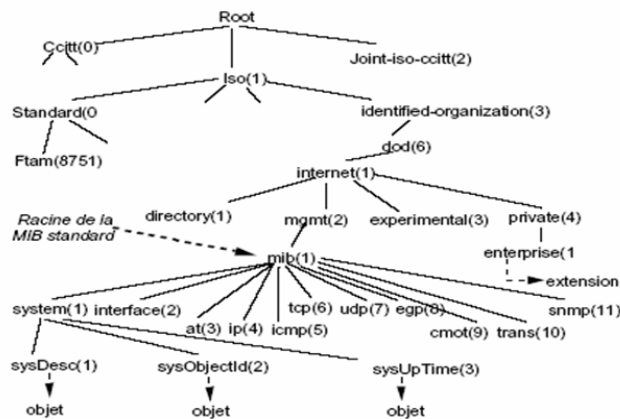 Root
Ccitt(0)
Joint-iso-ccitt(2)
Iso(1)
Standard(0
identified-organization(3)
Ftam(8751)
dod(6)
internet(1)
directory(1)
mgmt(2)
experimental(3)
private(4)
Racine de la
MiB standard
mib(1)
enterprise(1
extension
system(1)
interface(2)
at(3)
ip(4)
icmp(5)
tcp(6)
udp(7)
egp(8)
cmot(9)
trans(10)
snmp(11)
sysDesc(1)
sysObjectId(2)
sysUpTime(3)
objet
objet
objet